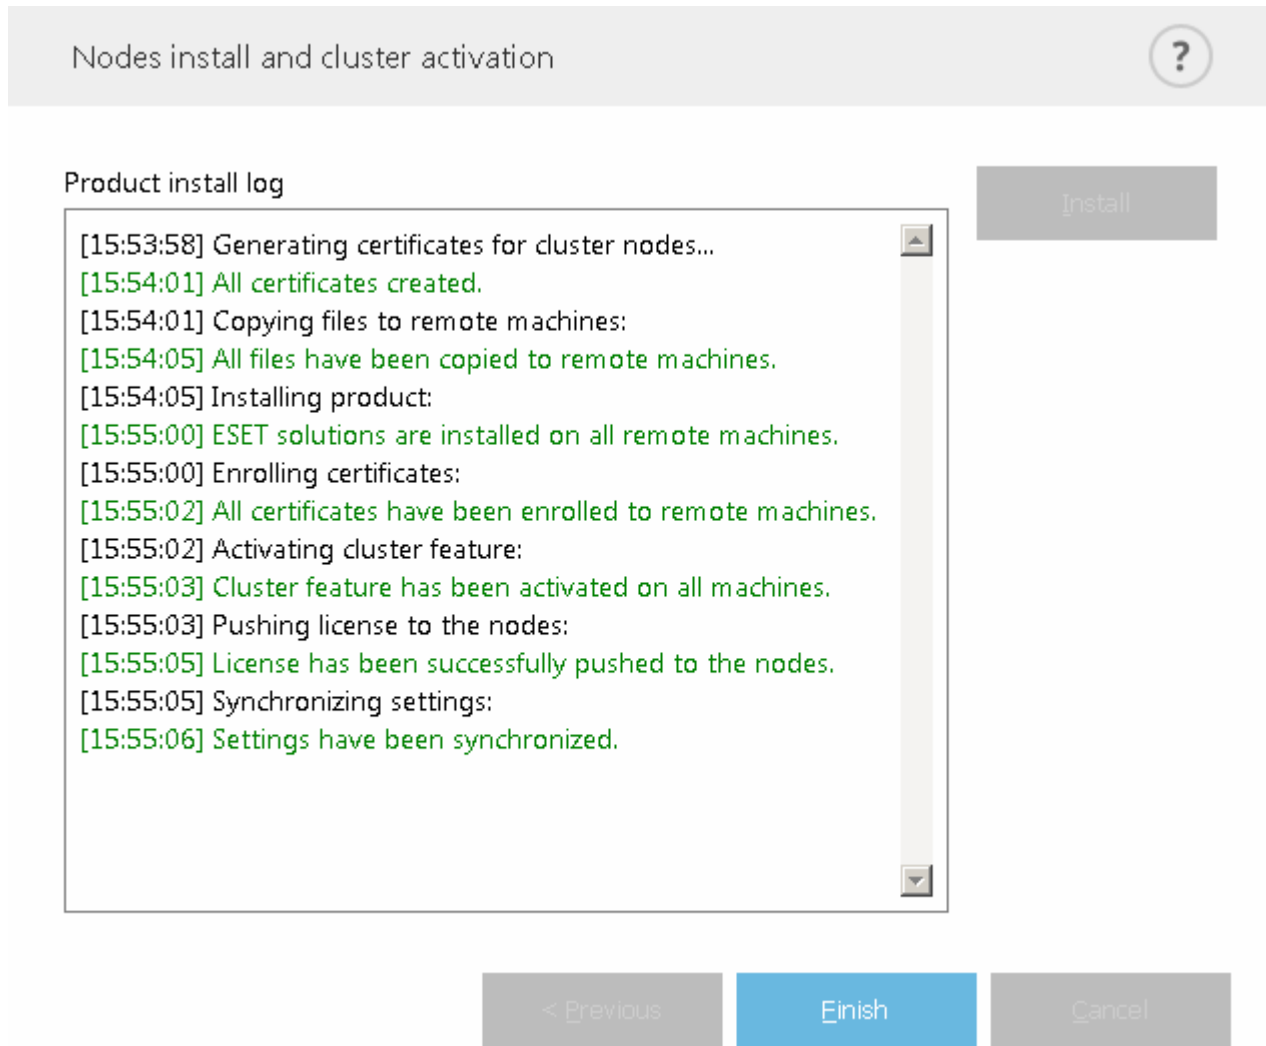 Nodes install and cluster activation
?
Product install log
Install
[15:53:58] Generating certificates for cluster nodes...
[15:54:01] All certificates created.
[15:54:01] Copying files to remote machines:
[15:54:05] All files have been copied to remote machines.
[15:54:05] Installing product:
[15:55:00] ESET solutions are installed on all remote machines.
[15:55:00] Enrolling certificates:
[15:55:02] All certificates have been enrolled to remote machines.
[15:55:02] Activating cluster feature:
[15:55:03] Cluster feature has been activated on all machines.
[15:55:03] Pushing license to the nodes:
[15:55:05] License has been successfully pushed to the nodes.
[15:55:05] Synchronizing settings:
[15:55:06] Settings have been synchronized.
< Previous
Finish
Cancel